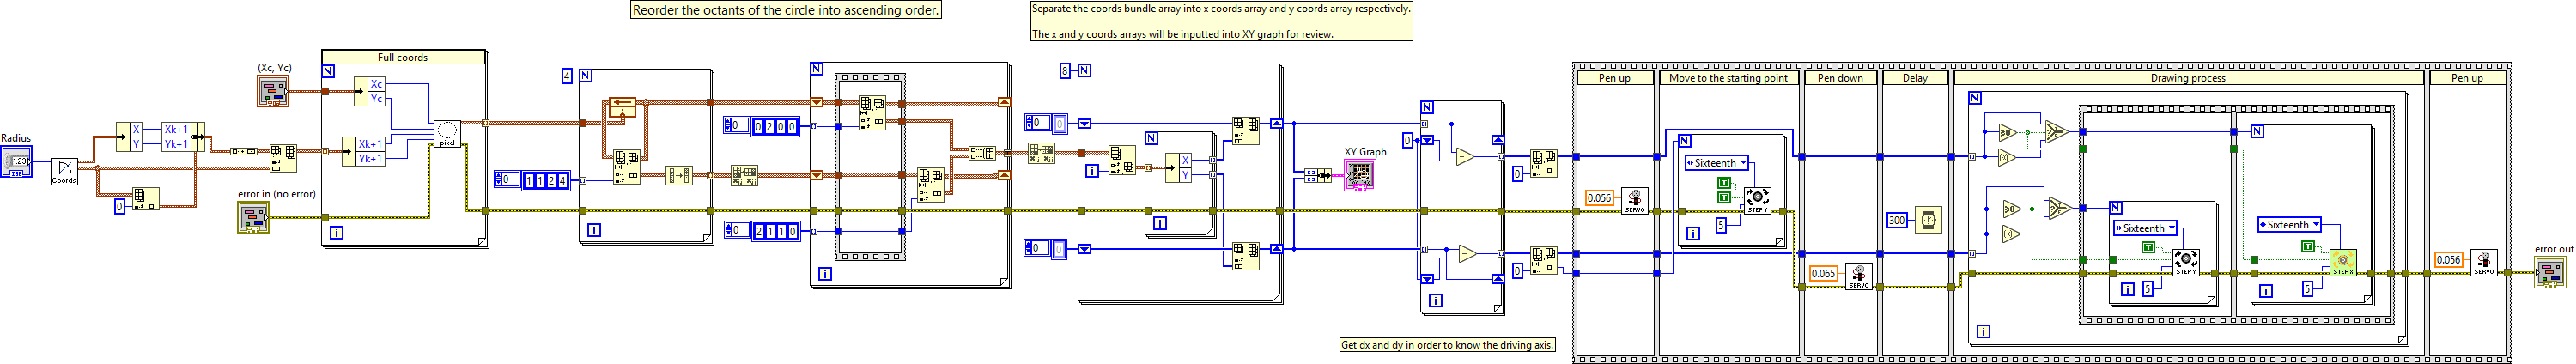 Reorder the octants of the circle into ascending order.
Separate the coords bundle array into x coords array and y coords array respectively.
The x and y coords arrays will be inputted into XY graph for review.
Radius
1.23
Coords
X
Y
Xk+1
Yk+1
0
(Xc, Yc)
error in (no error)
Full coords
N
Xc
Yc
Xk+1
Yk+1
pixel
i
4
N
0
1
1
2
4
i
N
0
0
2
0
0
0
2
1
1
0
i
8
N
0
0
i
N
X
Y
i
0
0
XY Graph
N
0
i
0
0
Get dx and dy in order to know the driving axis.
Pen up
0.056
SERVO
Move to the starting point
N
Sixteenth
T
T
STEP Y
5
i
Pen down
0.065
SERVO
Delay
300
Drawing process
N
≥0
≥0
N
Sixteenth
T
STEP Y
5
i
N
Sixteenth
T
STEP X
5
i
i
Pen up
0.056
SERVO
error out